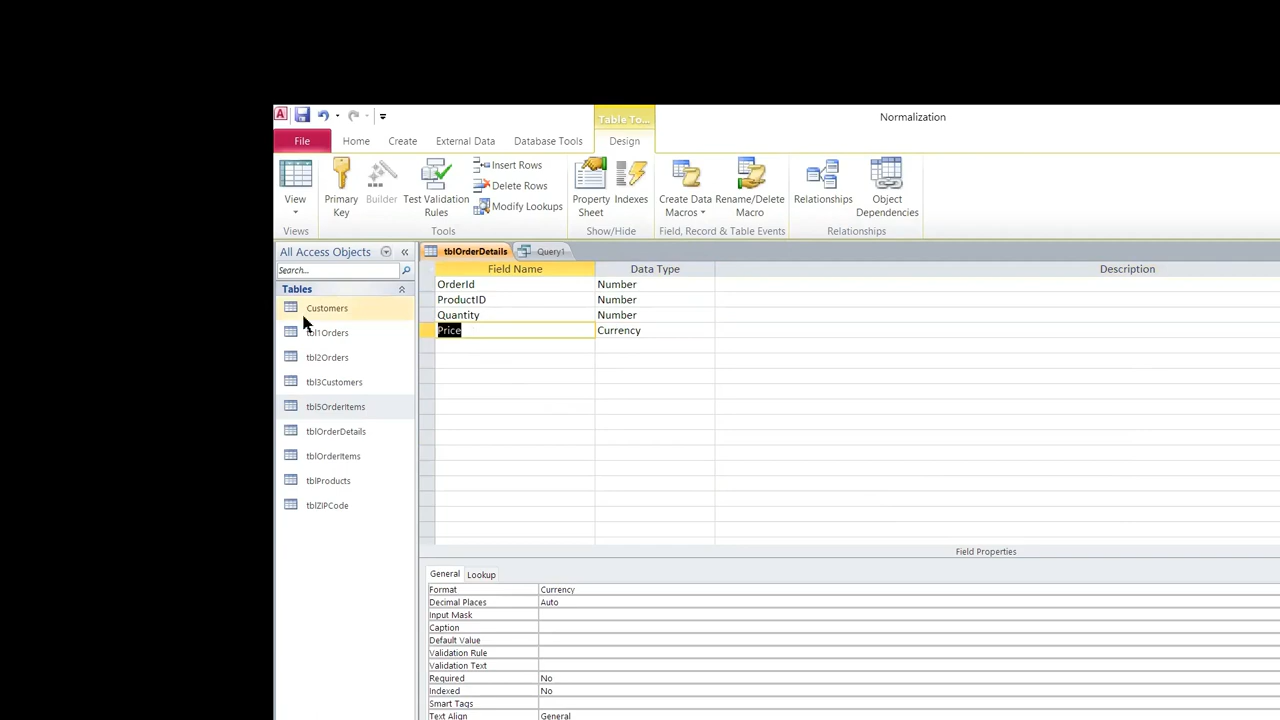 A
Table To...
Normalization
File
Home
Create
External Data
Database Tools
Design
View
Primary Key
Builder
Test Validation Rules
Insert Rows
Delete Rows
Modify Lookups
Property Sheet
Indexes
Create Data Macros
Rename/Delete Macro
Relationships
Object Dependencies
Views
Tools
Show/Hide
Field, Record & Table Events
Relationships
All Access Objects
Search...
Tables
Customers
tbl1Orders
tbl2Orders
tbl3Customers
tbl5OrderItems
tblOrderDetails
tblOrderItems
tblProducts
tblZIPCode
tblOrderDetails
Query1
Field Name
Data Type
Description
OrderId
Number
ProductID
Number
Quantity
Number
Price
Currency
Field Properties
General
Lookup
Format
Currency
Decimal Places
Auto
Input Mask
Caption
Default Value
Validation Rule
Validation Text
Required
No
Indexed
No
Smart Tags
Text Align
General